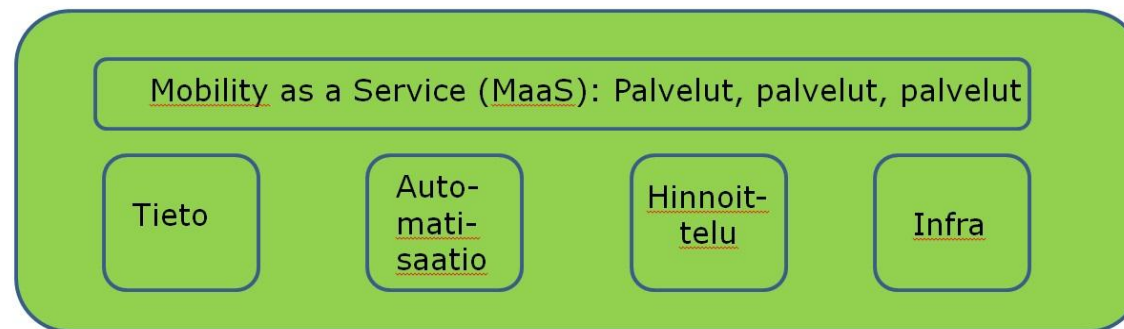 Mobility as a Service (MaaS): Palvelut, palvelut, palvelut
Tieto
Auto-
mati-
saatio
Hinnoit-
telu
Infra